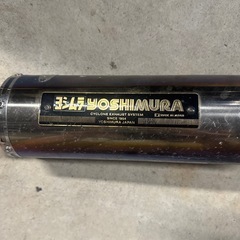 ヨシムラ YOSHIMURA
CYCLONE EXHAUST SYSTEM
SINCE 1954
YOSHIMURA JAPAN